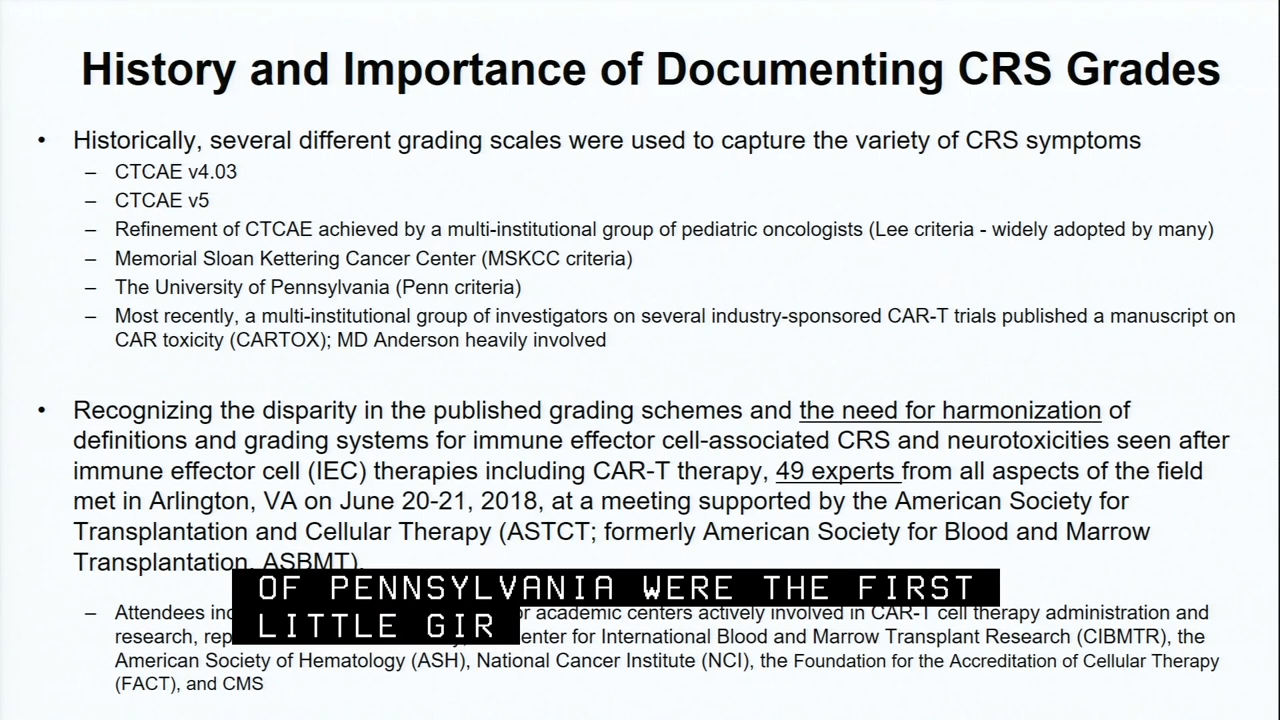 History and Importance of Documenting CRS Grades
• Historically, several different grading scales were used to capture the variety of CRS symptoms
– CTCAE v4.03
– CTCAE v5
– Refinement of CTCAE achieved by a multi-institutional group of pediatric oncologists (Lee criteria - widely adopted by many)
– Memorial Sloan Kettering Cancer Center (MSKCC criteria)
– The University of Pennsylvania (Penn criteria)
– Most recently, a multi-institutional group of investigators on several industry-sponsored CAR-T trials published a manuscript on
CAR toxicity (CARTOX); MD Anderson heavily involved
• Recognizing the disparity in the published grading schemes and the need for harmonization of
definitions and grading systems for immune effector cell-associated CRS and neurotoxicities seen after
immune effector cell (IEC) therapies including CAR-T therapy, 49 experts from all aspects of the field
met in Arlington, VA on June 20-21, 2018, at a meeting supported by the American Society for
Transplantation and Cellular Therapy (ASTCT; formerly American Society for Blood and Marrow
Transplantation, ASBMT).
OF PENNSYLVANIA WERE THE FIRST
LITTLE GIR
– Attendees academic centers actively involved in CAR-T cell therapy administration and
research, for International Blood and Marrow Transplant Research (CIBMTR), the
American Society of Hematology (ASH), National Cancer Institute (NCI), the Foundation for the Accreditation of Cellular Therapy
(FACT), and CMS